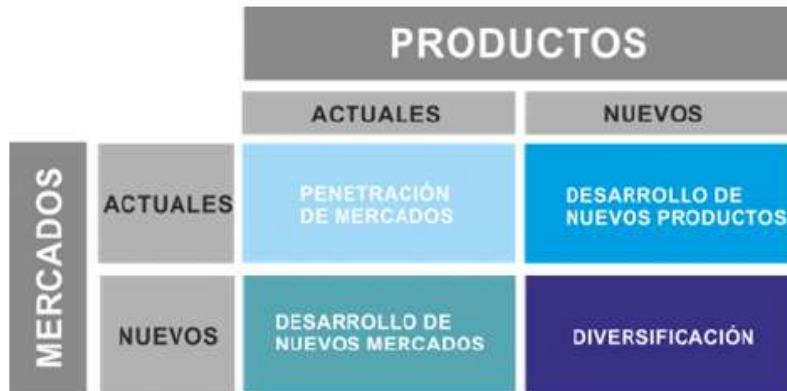 PRODUCTOS
ACTUALES
NUEVOS
MERCADOS
ACTUALES
PENETRACIÓN
DE MERCADOS
DESARROLLO DE
NUEVOS PRODUCTOS
NUEVOS
DESARROLLO DE
NUEVOS MERCADOS
DIVERSIFICACIÓN